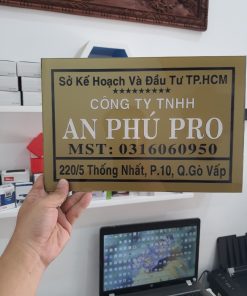 Sở Kế Hoạch Và Đầu Tư TP.HCM
*********
CÔNG TY TNHH
AN PHÚ PRO
MST: 0316060950
220/5 Thống Nhất, P.10, Q.Gò Vấp